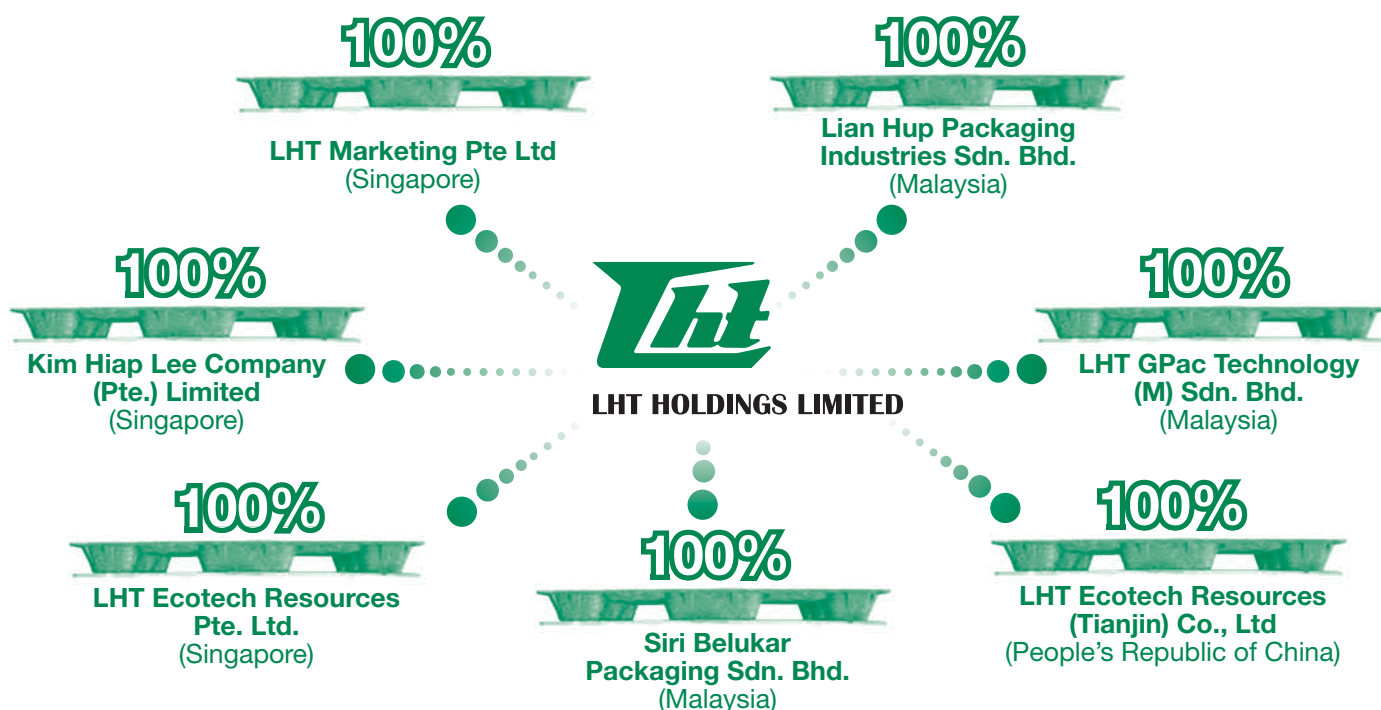 100%
LHT Marketing Pte Ltd
(Singapore)
100%
Lian Hup Packaging
Industries Sdn. Bhd.
(Malaysia)
100%
Kim Hiap Lee Company
(Pte.) Limited
(Singapore)
Lht
LHT HOLDINGS LIMITED
100%
LHT GPac Technology
(M) Sdn. Bhd.
(Malaysia)
100%
LHT Ecotech Resources
Pte. Ltd.
(Singapore)
100%
Siri Belukar
Packaging Sdn. Bhd.
(Malaysia)
100%
LHT Ecotech Resources
(Tianjin) Co., Ltd
(People’s Republic of China)